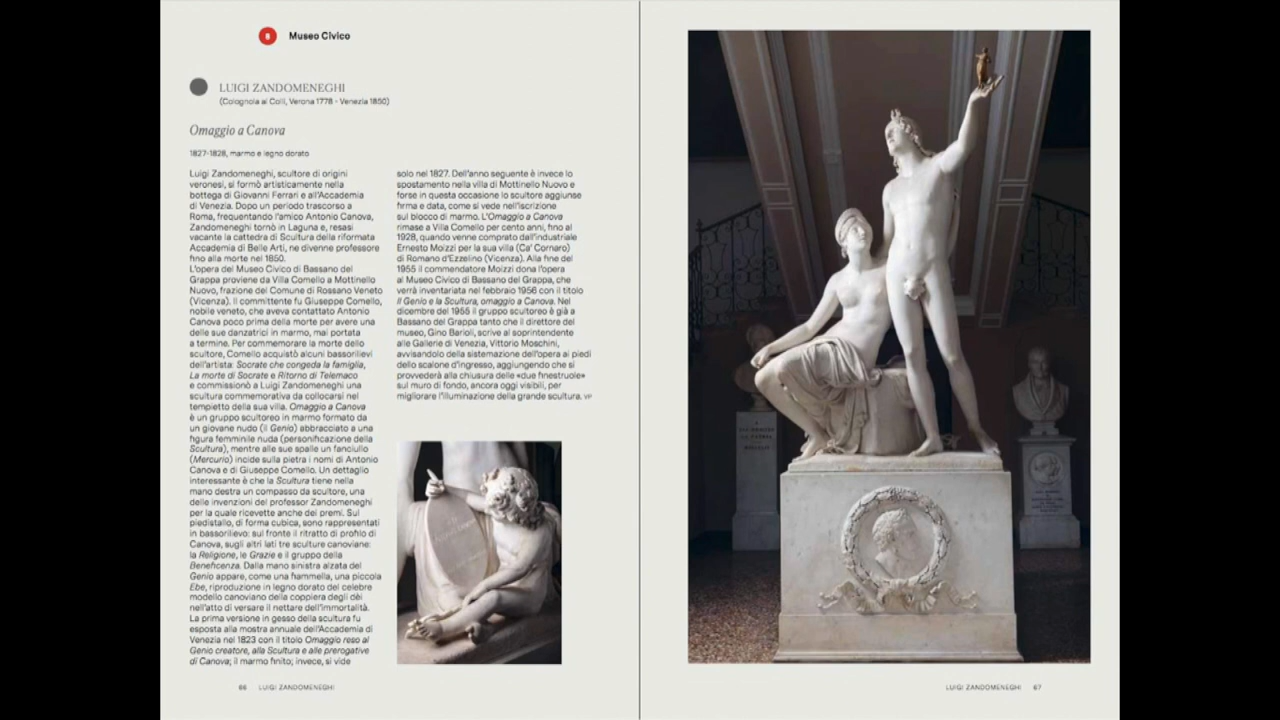 8 Museo Civico
LUIGI ZANDOMENEGHI
(Colognola ai Colli, Verona 1778 - Venezia 1850)
Omaggio a Canova
1827-1828, marmo e legno dorato
Luigi Zandomeneghi, scultore di origini
veronesi, si formò artisticamente nella
bottega di Giovanni Ferrari e all'Accademia
di Venezia. Dopo un periodo trascorso a
Roma, frequentando l'amico Antonio Canova,
Zandomeneghi tornò in Laguna e, resasi
vacante la cattedra di Scultura della riformata
Accademia di Belle Arti, ne divenne professore
fino alla morte nel 1850.
L'opera del Museo Civico di Bassano del
Grappa proviene da Villa Comello a Mottinello
Nuovo, frazione del Comune di Rossano Veneto
(Vicenza). Il committente fu Giuseppe Comello,
nobile veneto, che aveva contattato Antonio
Canova poco prima della morte per avere una
delle sue danzatrici in marmo, mai portata
a termine. Per commemorare la morte dello
scultore, Comello acquistò alcuni bassorilievi
dell'artista: Socrate che congeda la famiglia,
La morte di Socrate e Ritorno di Telemaco
e commissionò a Luigi Zandomeneghi una
scultura commemorativa da collocarsi nel
tempietto della sua villa. Omaggio a Canova
è un gruppo scultoreo in marmo formato da
un giovane nudo (il Genio) abbracciato a una
figura femminile nuda (personificazione della
Scultura), mentre alle sue spalle un fanciullo
(Mercurio) incide sulla pietra i nomi di Antonio
Canova e di Giuseppe Comello. Un dettaglio
interessante è che la Scultura tiene nella
mano destra un compasso da scultore, una
delle invenzioni del professor Zandomeneghi
per la quale ricevette anche dei premi. Sul
piedistallo, di forma cubica, sono rappresentati
in bassorilievo: sul fronte il ritratto di profilo di
Canova, sugli altri lati tre sculture canoviane:
la Religione, le Grazie e il gruppo della
Beneficenza. Dalla mano sinistra alzata del
Genio appare, come una fiammella, una piccola
Ebe, riproduzione in legno dorato del celebre
modello canoviano della coppiera degli dèi
nell'atto di versare il nettare dell'immortalità.
La prima versione in gesso della scultura fu
esposta alla mostra annuale dell'Accademia di
Venezia nel 1823 con il titolo Omaggio reso al
Genio creatore, alla Scultura e alle prerogative
di Canova; il marmo finito; invece, si vide
solo nel 1827. Dell'anno seguente è invece lo
spostamento nella villa di Mottinello Nuovo e
forse in questa occasione lo scultore aggiunse
firma e data, come si vede nell'iscrizione
sul blocco di marmo. L'Omaggio a Canova
rimase a Villa Comello per cento anni, fino al
1928, quando venne comprato dall'industriale
Ernesto Moizzi per la sua villa (Ca' Cornaro)
di Romano d'Ezzelino (Vicenza). Alla fine del
1955 il commendatore Moizzi dona l'opera
al Museo Civico di Bassano del Grappa, che
verrà inventariata nel febbraio 1956 con il titolo
Il Genio e la Scultura, omaggio a Canova. Nel
dicembre del 1955 il gruppo scultoreo è già a
Bassano del Grappa tanto che il direttore del
museo, Gino Barioli, scrive al soprintendente
alle Gallerie di Venezia, Vittorio Moschini,
avvisandolo della sistemazione dell'opera ai piedi
dello scalone d'ingresso, aggiungendo che si
provvederà alla chiusura delle «due finestruole»
sul muro di fondo, ancora oggi visibili, per
migliorare l'illuminazione della grande scultura.
66 LUIGI ZANDOMENEGHI
LUIGI ZANDOMENEGHI 67